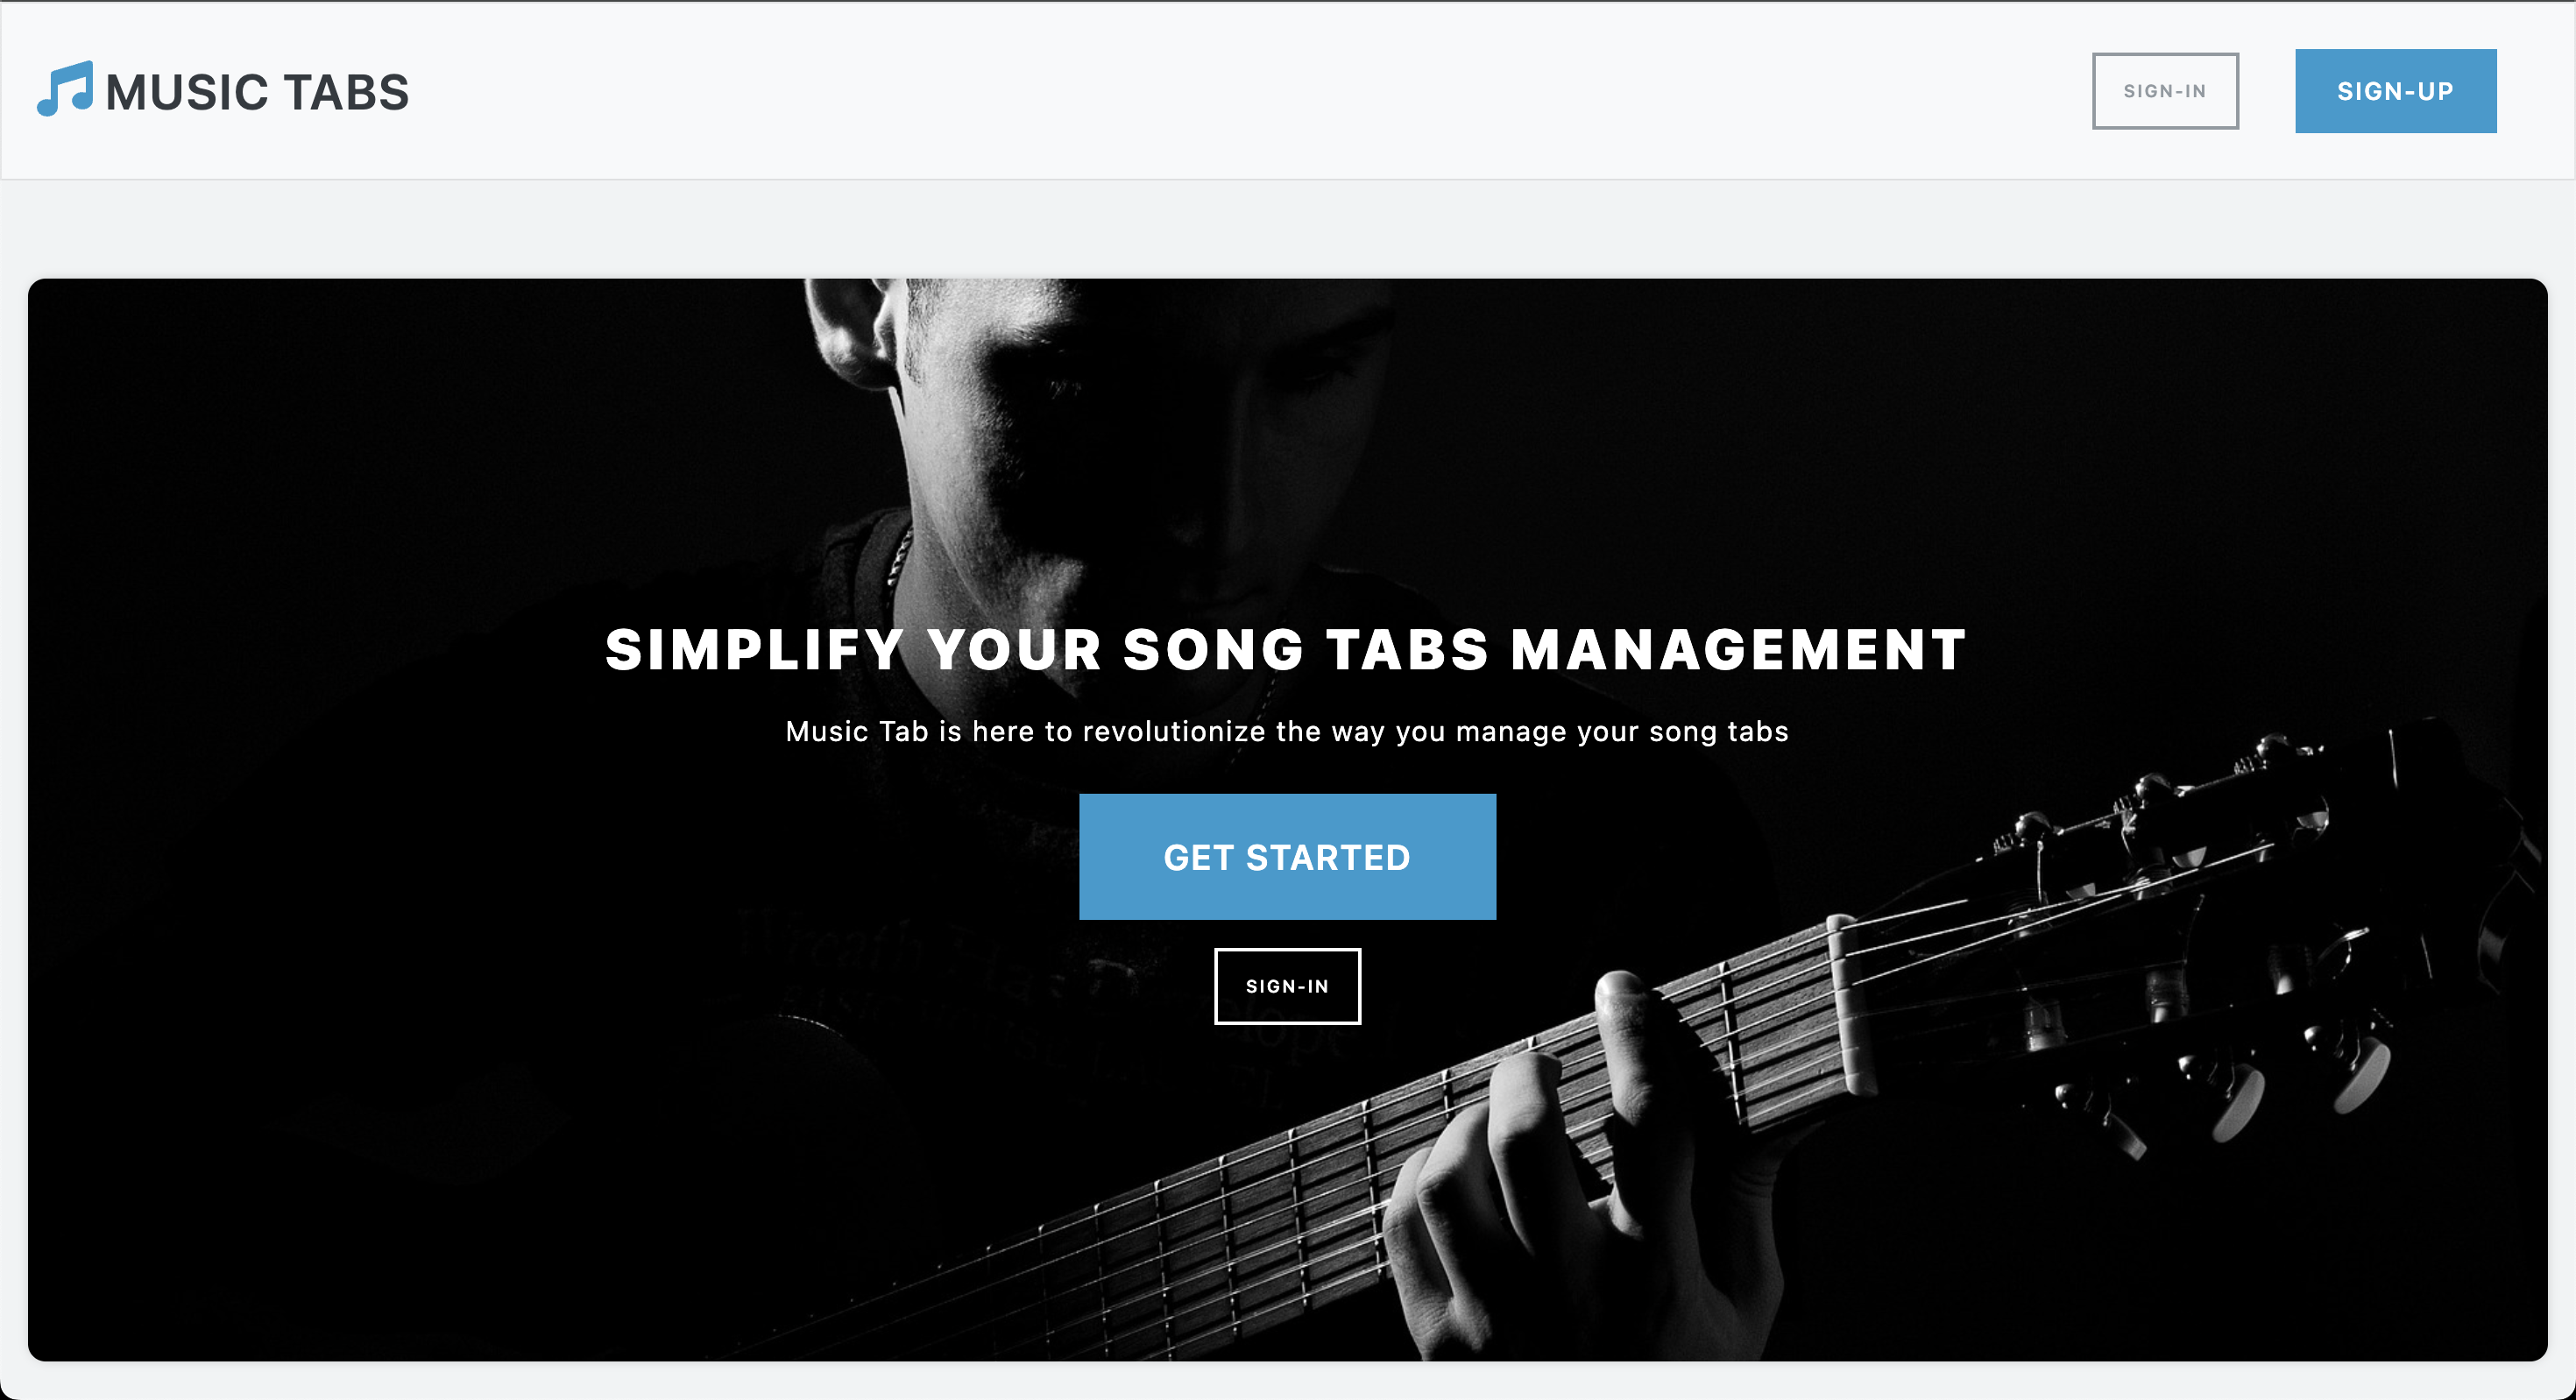 MUSIC TABS
SIGN-IN
SIGN-UP
SIMPLIFY YOUR SONG TABS MANAGEMENT
Music Tab is here to revolutionize the way you manage your song tabs
GET STARTED
SIGN-IN